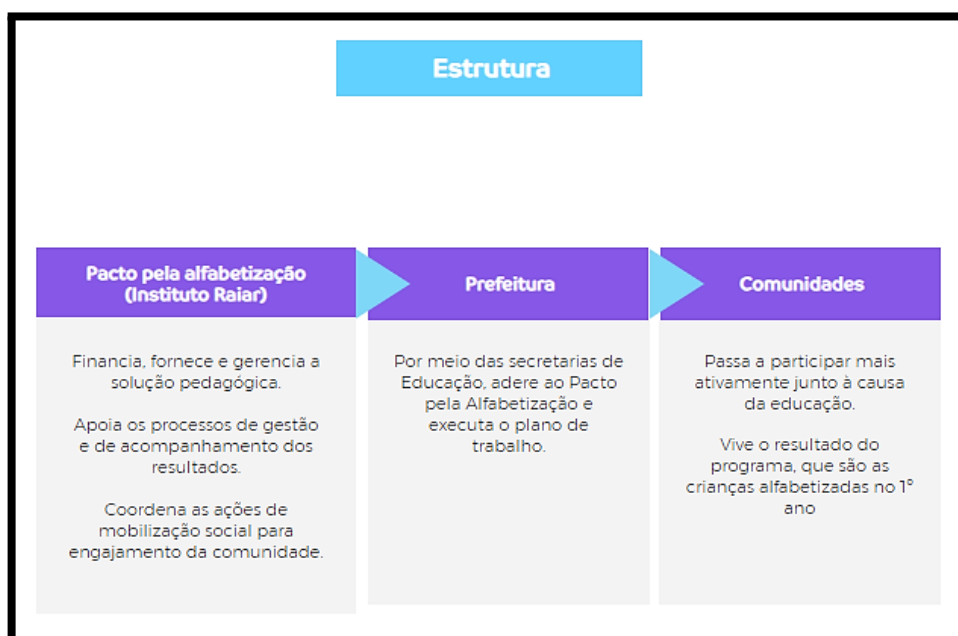 Estrutura
Pacto pela alfabetização
(Instituto Raiar)
Financia, fornece e gerencia a
solução pedagógica.
Apoia os processos de gestão
e de acompanhamento dos
resultados.
Coordena as ações de
mobilização social para
engajamento da comunidade.
Prefeitura
Por meio das secretarias de
Educação, adere ao Pacto
pela Alfabetização e
executa o plano de
trabalho.
Comunidades
Passa a participar mais
ativamente junto à causa
da educação.
Vive o resultado do
programa, que são as
crianças alfabetizadas no 1º
ano